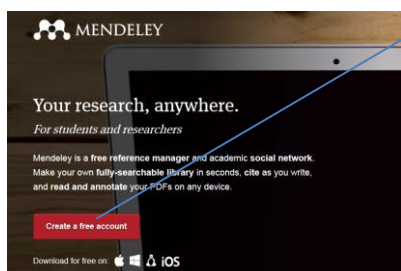 MENDELEY
Your research, anywhere.
For students and researchers
Mendeley is a free reference manager and academic social network.
Make your own fully-searchable library in seconds, cite as you write,
and read and annotate your PDFs on any device.
Create a free account
Download for free on: iOS